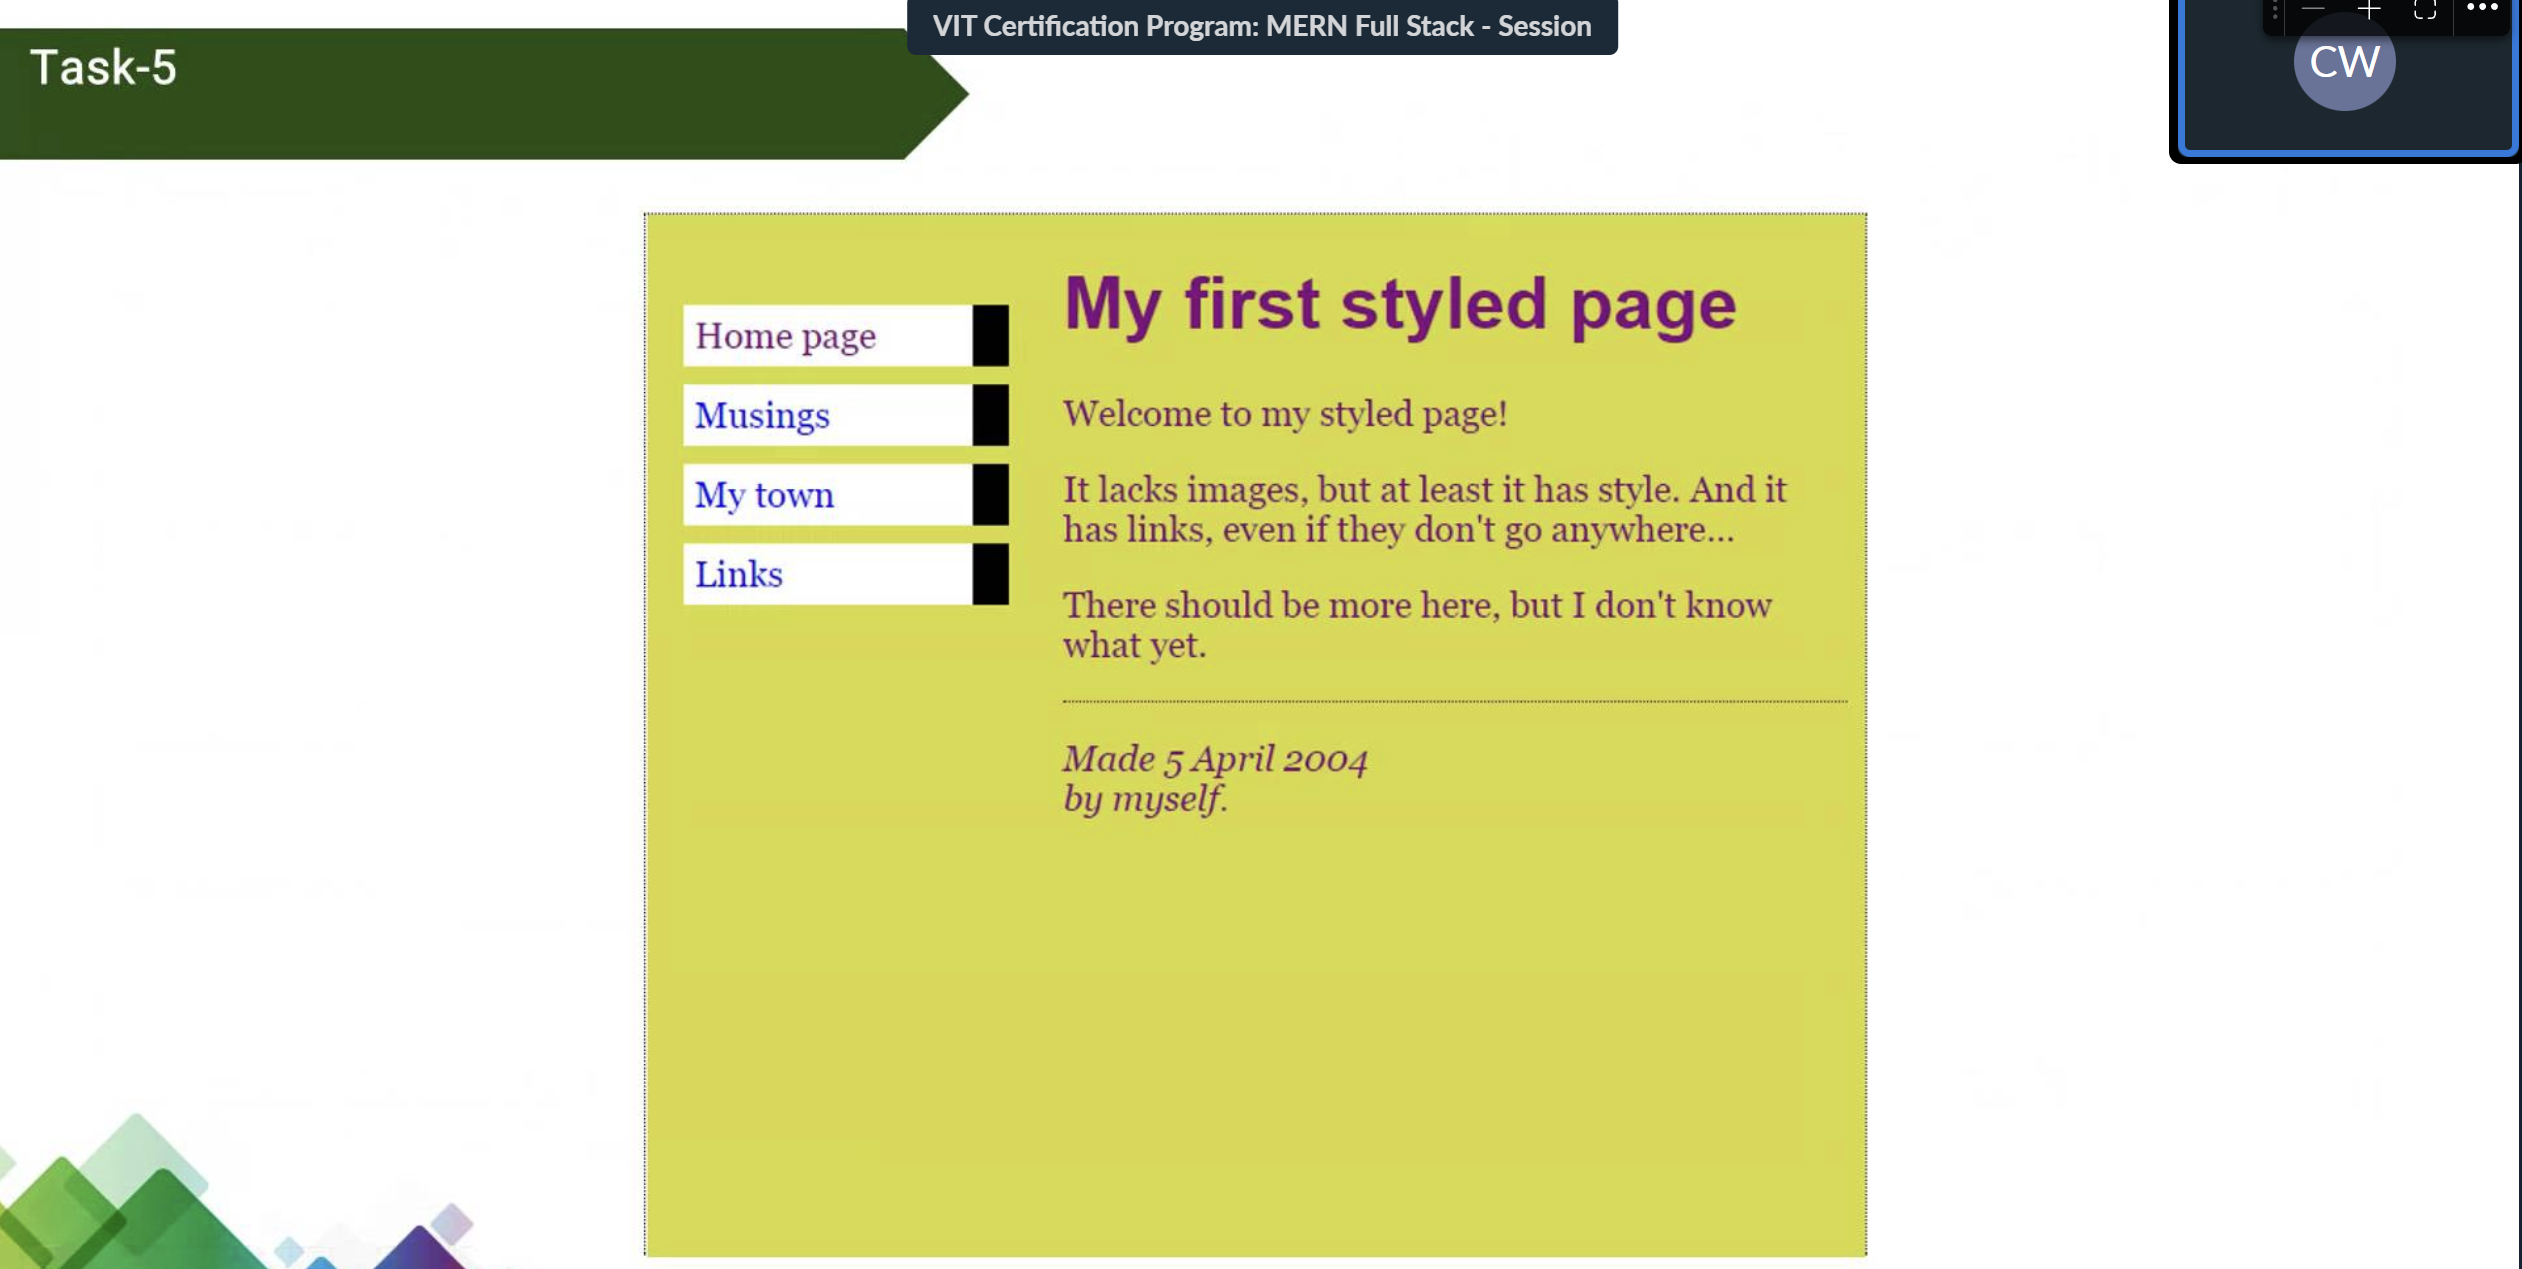 VIT Certification Program: MERN Full Stack - Session
CW
Task-5
My first styled page
Home page
Musings
My town
Links
Welcome to my styled page!
It lacks images, but at least it has style. And it
has links, even if they don't go anywhere...
There should be more here, but I don't know
what yet.
Made 5 April 2004
by myself.